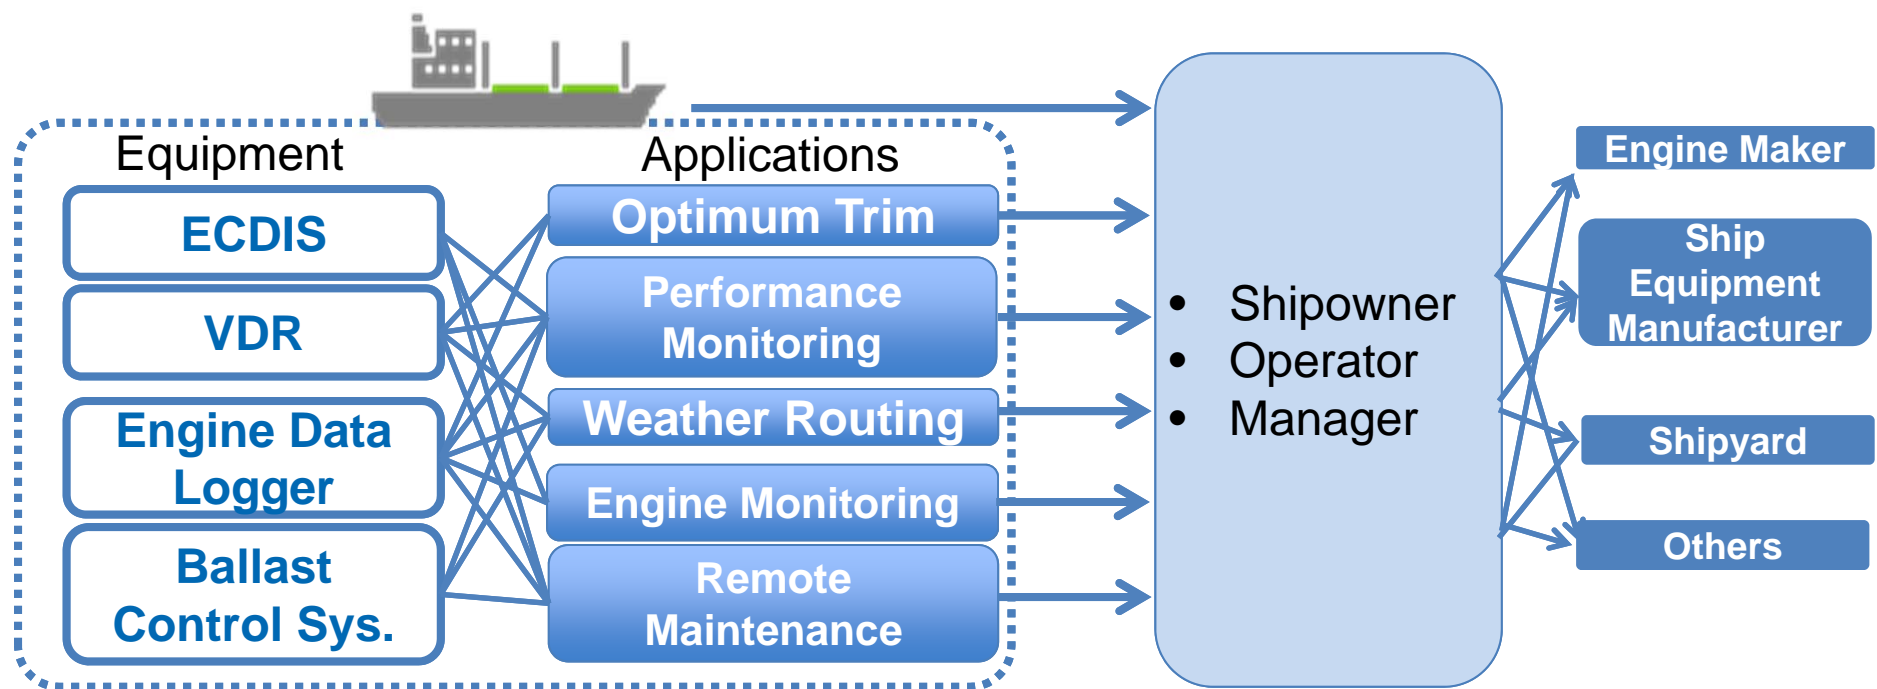 Equipment
ECDIS
VDR
Engine Data
Logger
Ballast
Control Sys.
Applications
Optimum Trim
Performance
Monitoring
Weather Routing
Engine Monitoring
Remote
Maintenance
• Shipowner
• Operator
• Manager
Engine Maker
Ship
Equipment
Manufacturer
Shipyard
Others